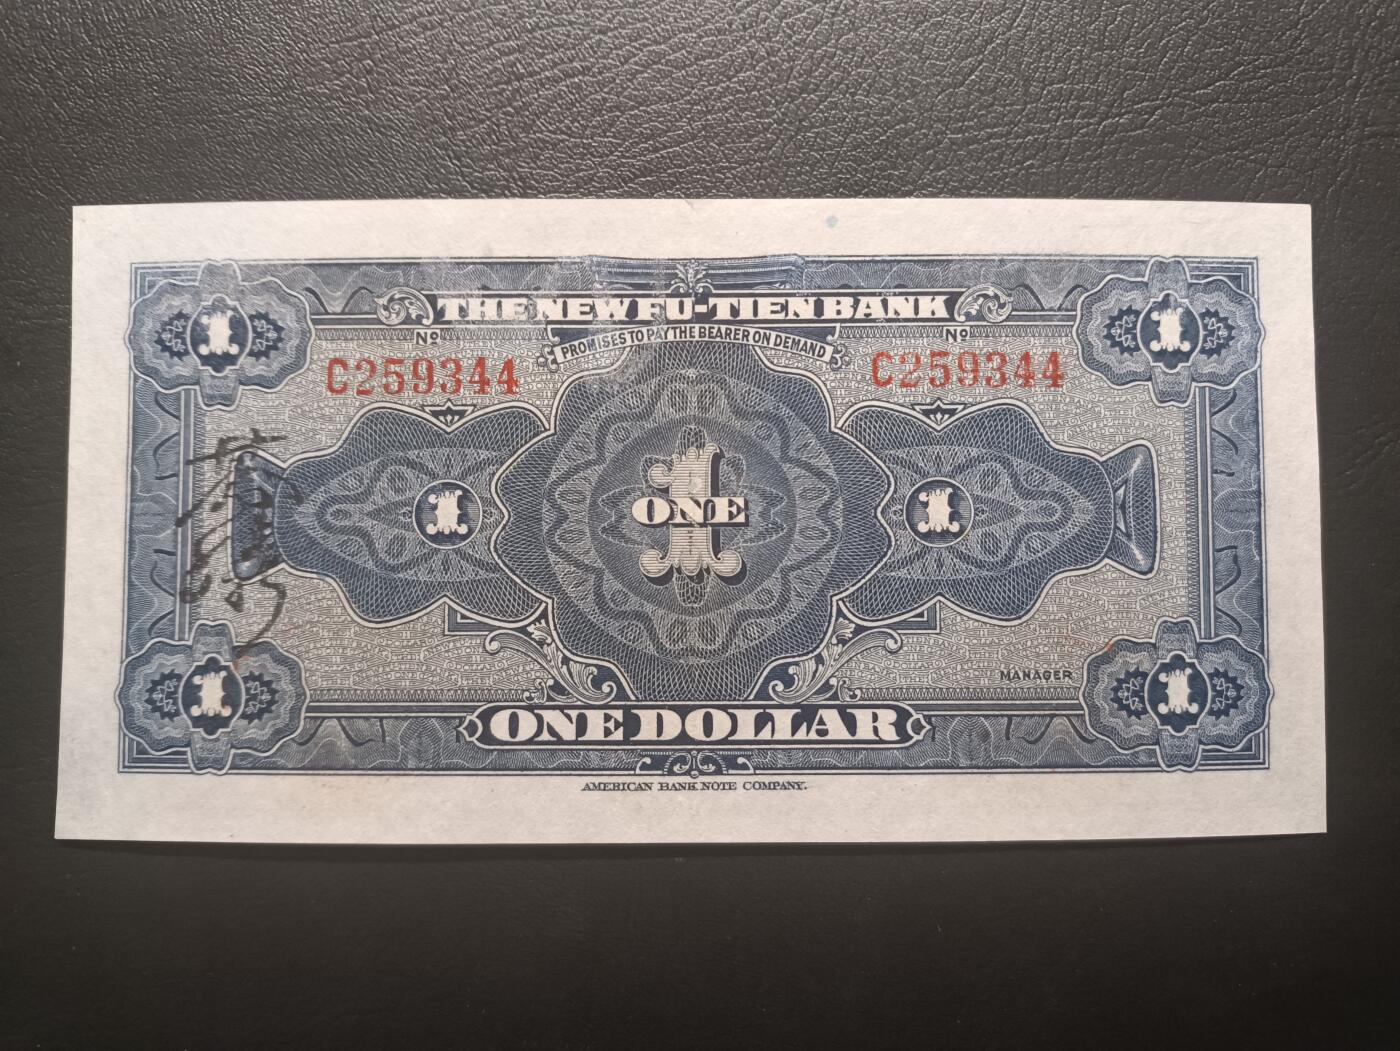 THE NEW FU-TIEN BANK
PROMISES TO PAY THE BEARER ON DEMAND
Nº Nº
C259344 C259344
1 1
1 ONE 1
1
MANAGER
1 1
ONE DOLLAR
AMERICAN BANK NOTE COMPANY.